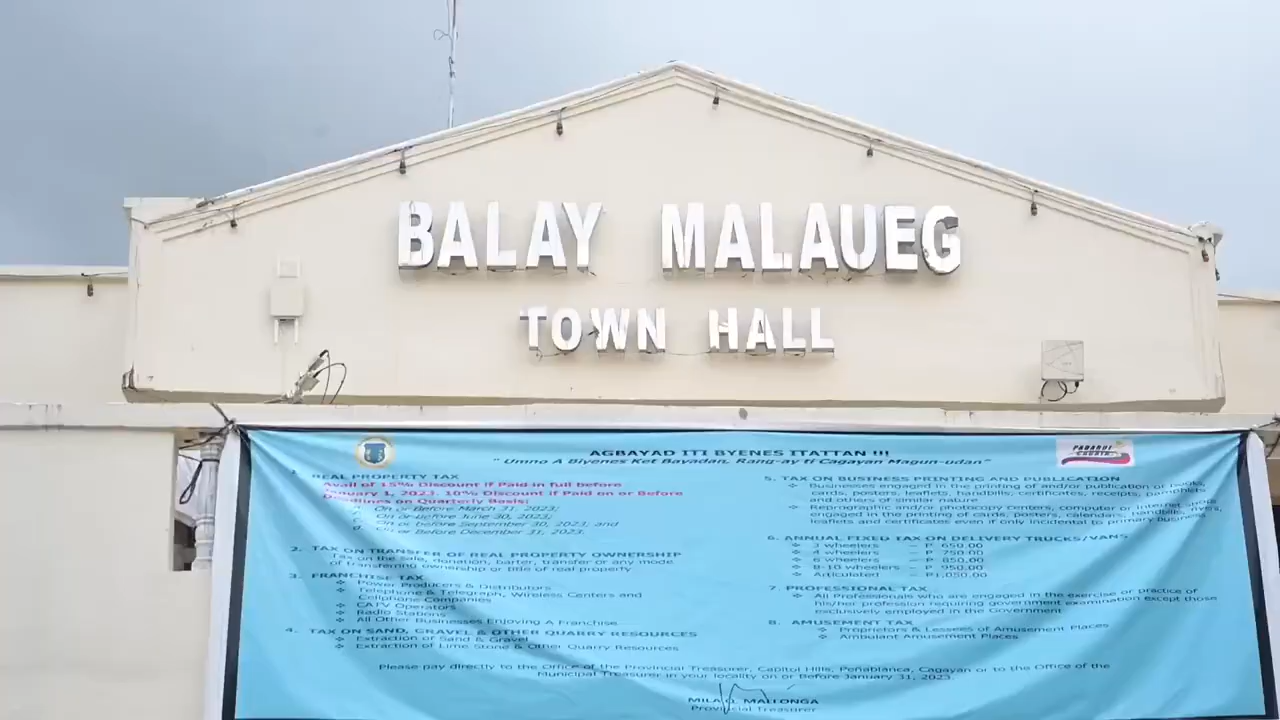 BALAY MALAUEG
TOWN HALL
AGBAYAD ITI BYENES ITATTAN !!!
"Umno A Biyenes Ket Bayadan, Rang-ay ti Cagayan Magun-udan"
1. REAL PROPERTY TAX
Avail of 15% Discount if Paid in full before
January 1, 2023. 10% Discount if Paid on or Before
Deadlines on Quarterly Basis:
On or Before March 31, 2023;
On or before June 30, 2023;
On or before September 30, 2023; and
On or Before December 31, 2023.
2. TAX ON TRANSFER OF REAL PROPERTY OWNERSHIP
Tax on the sale, donation, barter, transfer or any mode
of transferring ownership or title of real property
3. FRANCHISE TAX
Power Producers & Distributors
Telephone & Telegraph, Wireless Centers and
Cellphone Companies
CATV Operators
Radio Stations
All Other Businesses Enjoying A Franchise
4. TAX ON SAND, GRAVEL & OTHER QUARRY RESOURCES
Extraction of Sand & Gravel
Extraction of Lime Stone & Other Quarry Resources
5. TAX ON BUSINESS PRINTING AND PUBLICATION
Businesses engaged in the printing of and/or publication of books,
cards, posters, leaflets, handbills, certificates, receipts, pamphlets
and others of similar nature
Reprographic and/or photocopy Centers, computer or internet shops
engaged in the printing of cards, posters, calendars, handbills, flyers,
leaflets and certificates even if only incidental to primary business
6. ANNUAL FIXED TAX ON DELIVERY TRUCKS/VANS
3 wheelers – P 650.00
4 wheelers – P 750.00
6 wheelers – P 850.00
8-10 wheelers – P 950.00
Articulated – P1,050.00
7. PROFESSIONAL TAX
All Professionals who are engaged in the exercise or practice of
his/her profession requiring government examination except those
exclusively employed in the Government
8. AMUSEMENT TAX
Proprietors & Lessees of Amusement Places
Ambulant Amusement Places
Please pay directly to the Office of the Provincial Treasurer, Capitol Hills, Peñablanca, Cagayan or to the Office of the
Municipal Treasurer in your locality on or Before January 31, 2023.
MILA Q. MALLONGA
Provincial Treasurer